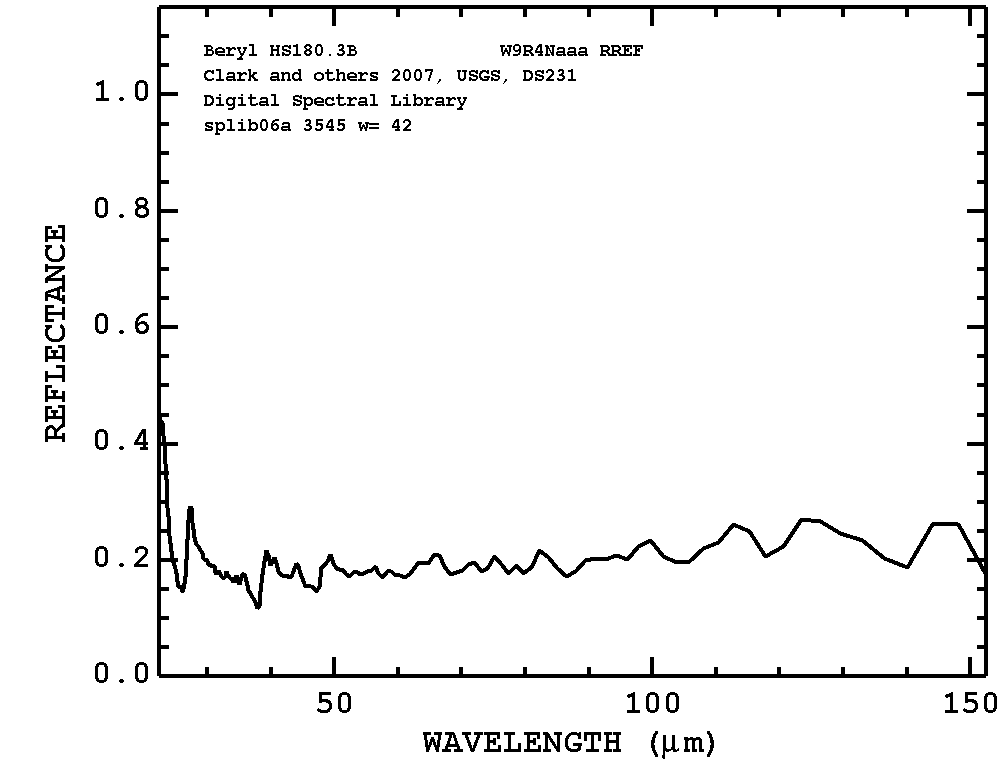 Beryl HS180.3B W9R4Naaa RREF
Clark and others 2007, USGS, DS231
Digital Spectral Library
splib06a 3545 w= 42
1.0
0.8
0.6
0.4
0.2
0.0
REFLECTANCE
50 100 150
WAVELENGTH (μm)